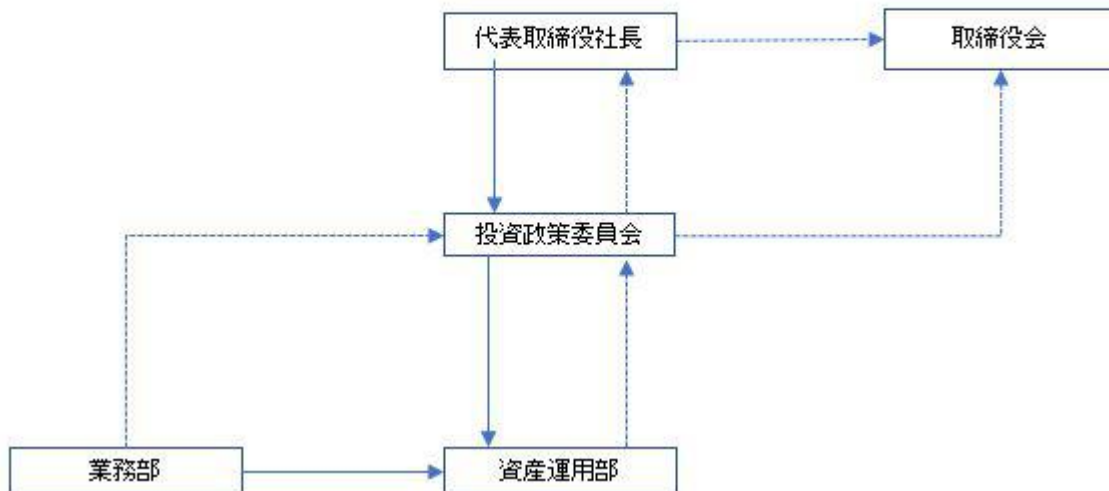 代表取締役社長
取締役会
投資政策委員会
業務部
資産運用部